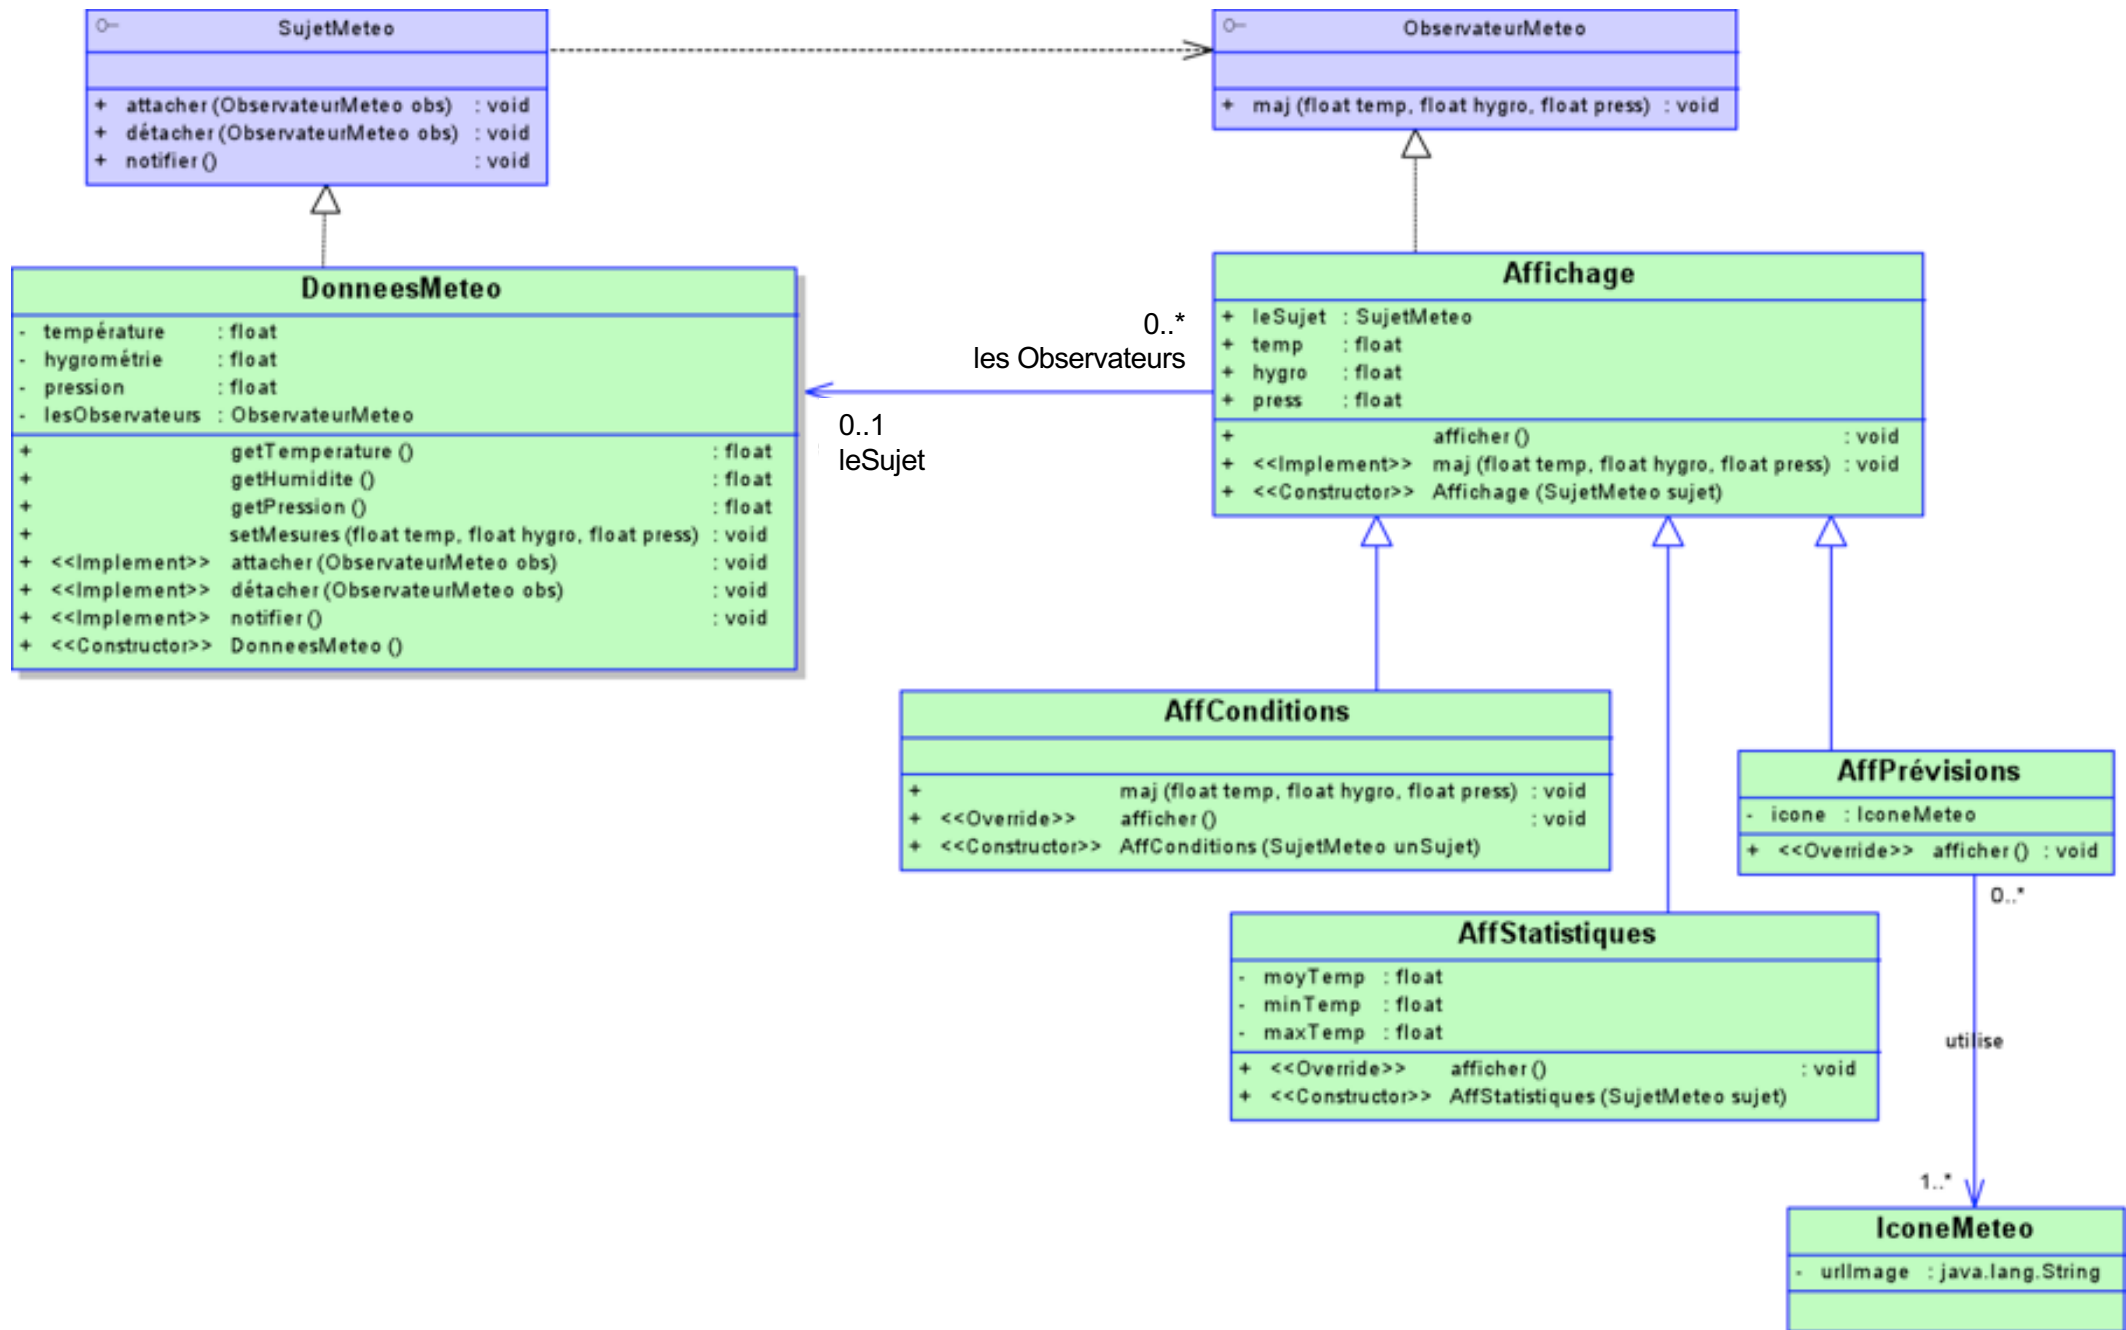 SujetMeteo
+ attacher (ObservateurMeteo obs) : void
+ détacher (ObservateurMeteo obs) : void
+ notifier () : void
ObservateurMeteo
+ maj (float temp, float hygro, float press) : void
DonneesMeteo
- température : float
- hygrométrie : float
- pression : float
- lesObservateurs : ObservateurMeteo
+ getTemperature () : float
+ getHumidite () : float
+ getPression () : float
+ setMesures (float temp, float hygro, float press) : void
+ <<Implement>> attacher (ObservateurMeteo obs) : void
+ <<Implement>> détacher (ObservateurMeteo obs) : void
+ <<Implement>> notifier () : void
+ <<Constructor>> DonneesMeteo ()
0..*
les Observateurs
0..1
leSujet
Affichage
+ leSujet : SujetMeteo
+ temp : float
+ hygro : float
+ press : float
+ afficher () : void
+ <<Implement>> maj (float temp, float hygro, float press) : void
+ <<Constructor>> Affichage (SujetMeteo sujet)
AffConditions
+ maj (float temp, float hygro, float press) : void
+ <<Override>> afficher () : void
+ <<Constructor>> AffConditions (SujetMeteo unSujet)
AffPrévisions
- icone : IconeMeteo
+ <<Override>> afficher () : void
0..*
AffStatistiques
- moyTemp : float
- minTemp : float
- maxTemp : float
+ <<Override>> afficher () : void
+ <<Constructor>> AffStatistiques (SujetMeteo sujet)
utilise
1..*
IconeMeteo
- urlImage : java.lang.String